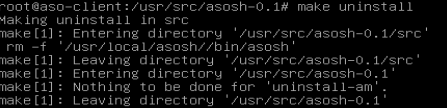 root@aso-client:/usr/src/asosh-0.1# make uninstall
Making uninstall in src
make[1]: Entering directory '/usr/src/asosh-0.1/src'
 rm -f '/usr/local/asosh//bin/asosh'
make[1]: Leaving directory '/usr/src/asosh-0.1/src'
make[1]: Entering directory '/usr/src/asosh-0.1'
make[1]: Nothing to be done for 'uninstall-am'.
make[1]: Leaving directory '/usr/src/asosh-0.1'